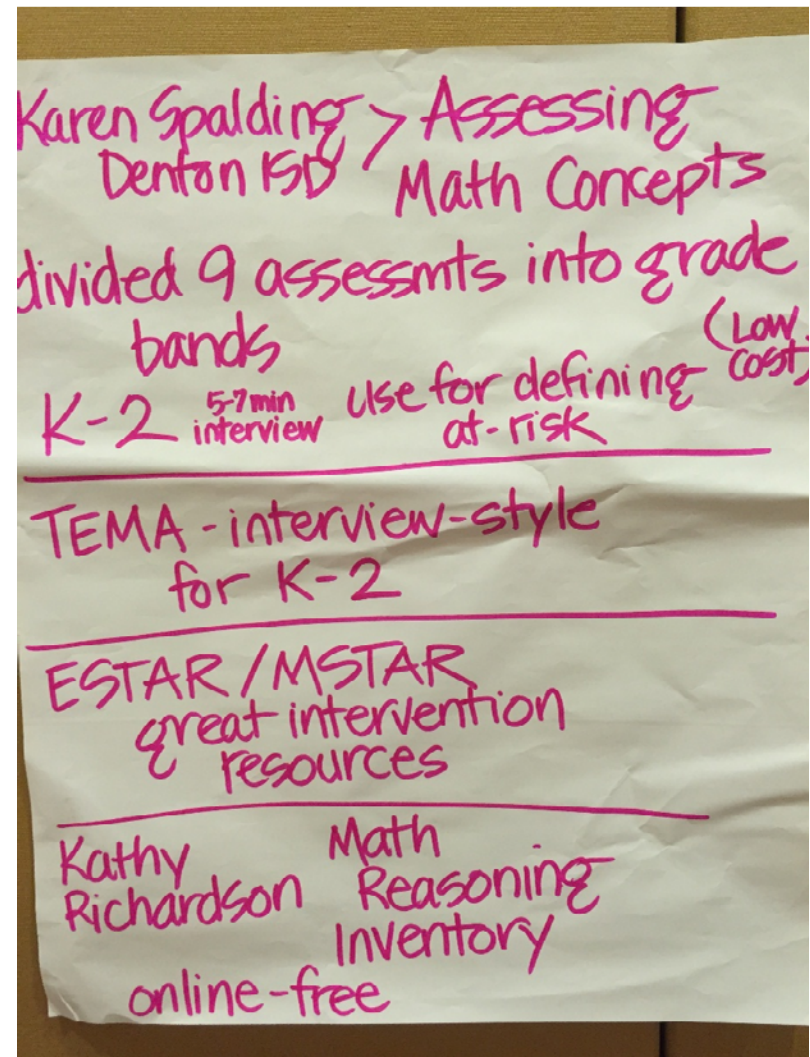 Karen Spalding > Assessing
Denton ISD Math Concepts
divided 9 assessmts into grade
bands (Low cost)
K-2 5-7 min interview Use for defining at-risk
TEMA - interview-style
for K-2
ESTAR / MSTAR
great intervention
resources
Kathy Math
Richardson Reasoning
Inventory
online-free